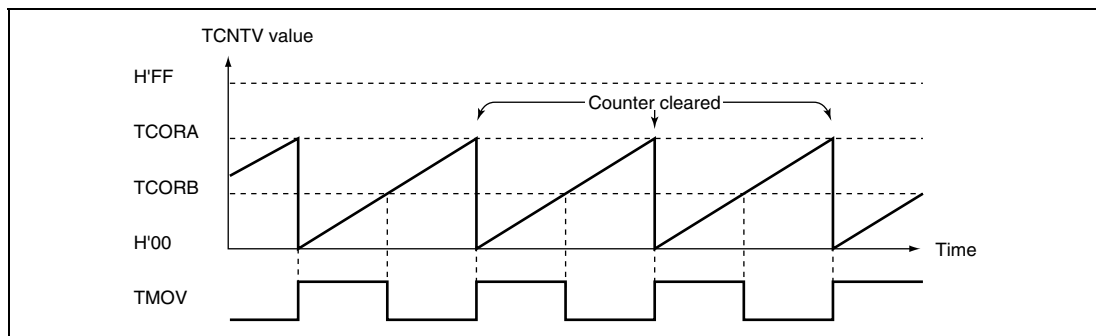 TCNTV value
H'FF
Counter cleared
TCORA
TCORB
H'00
Time
TMOV